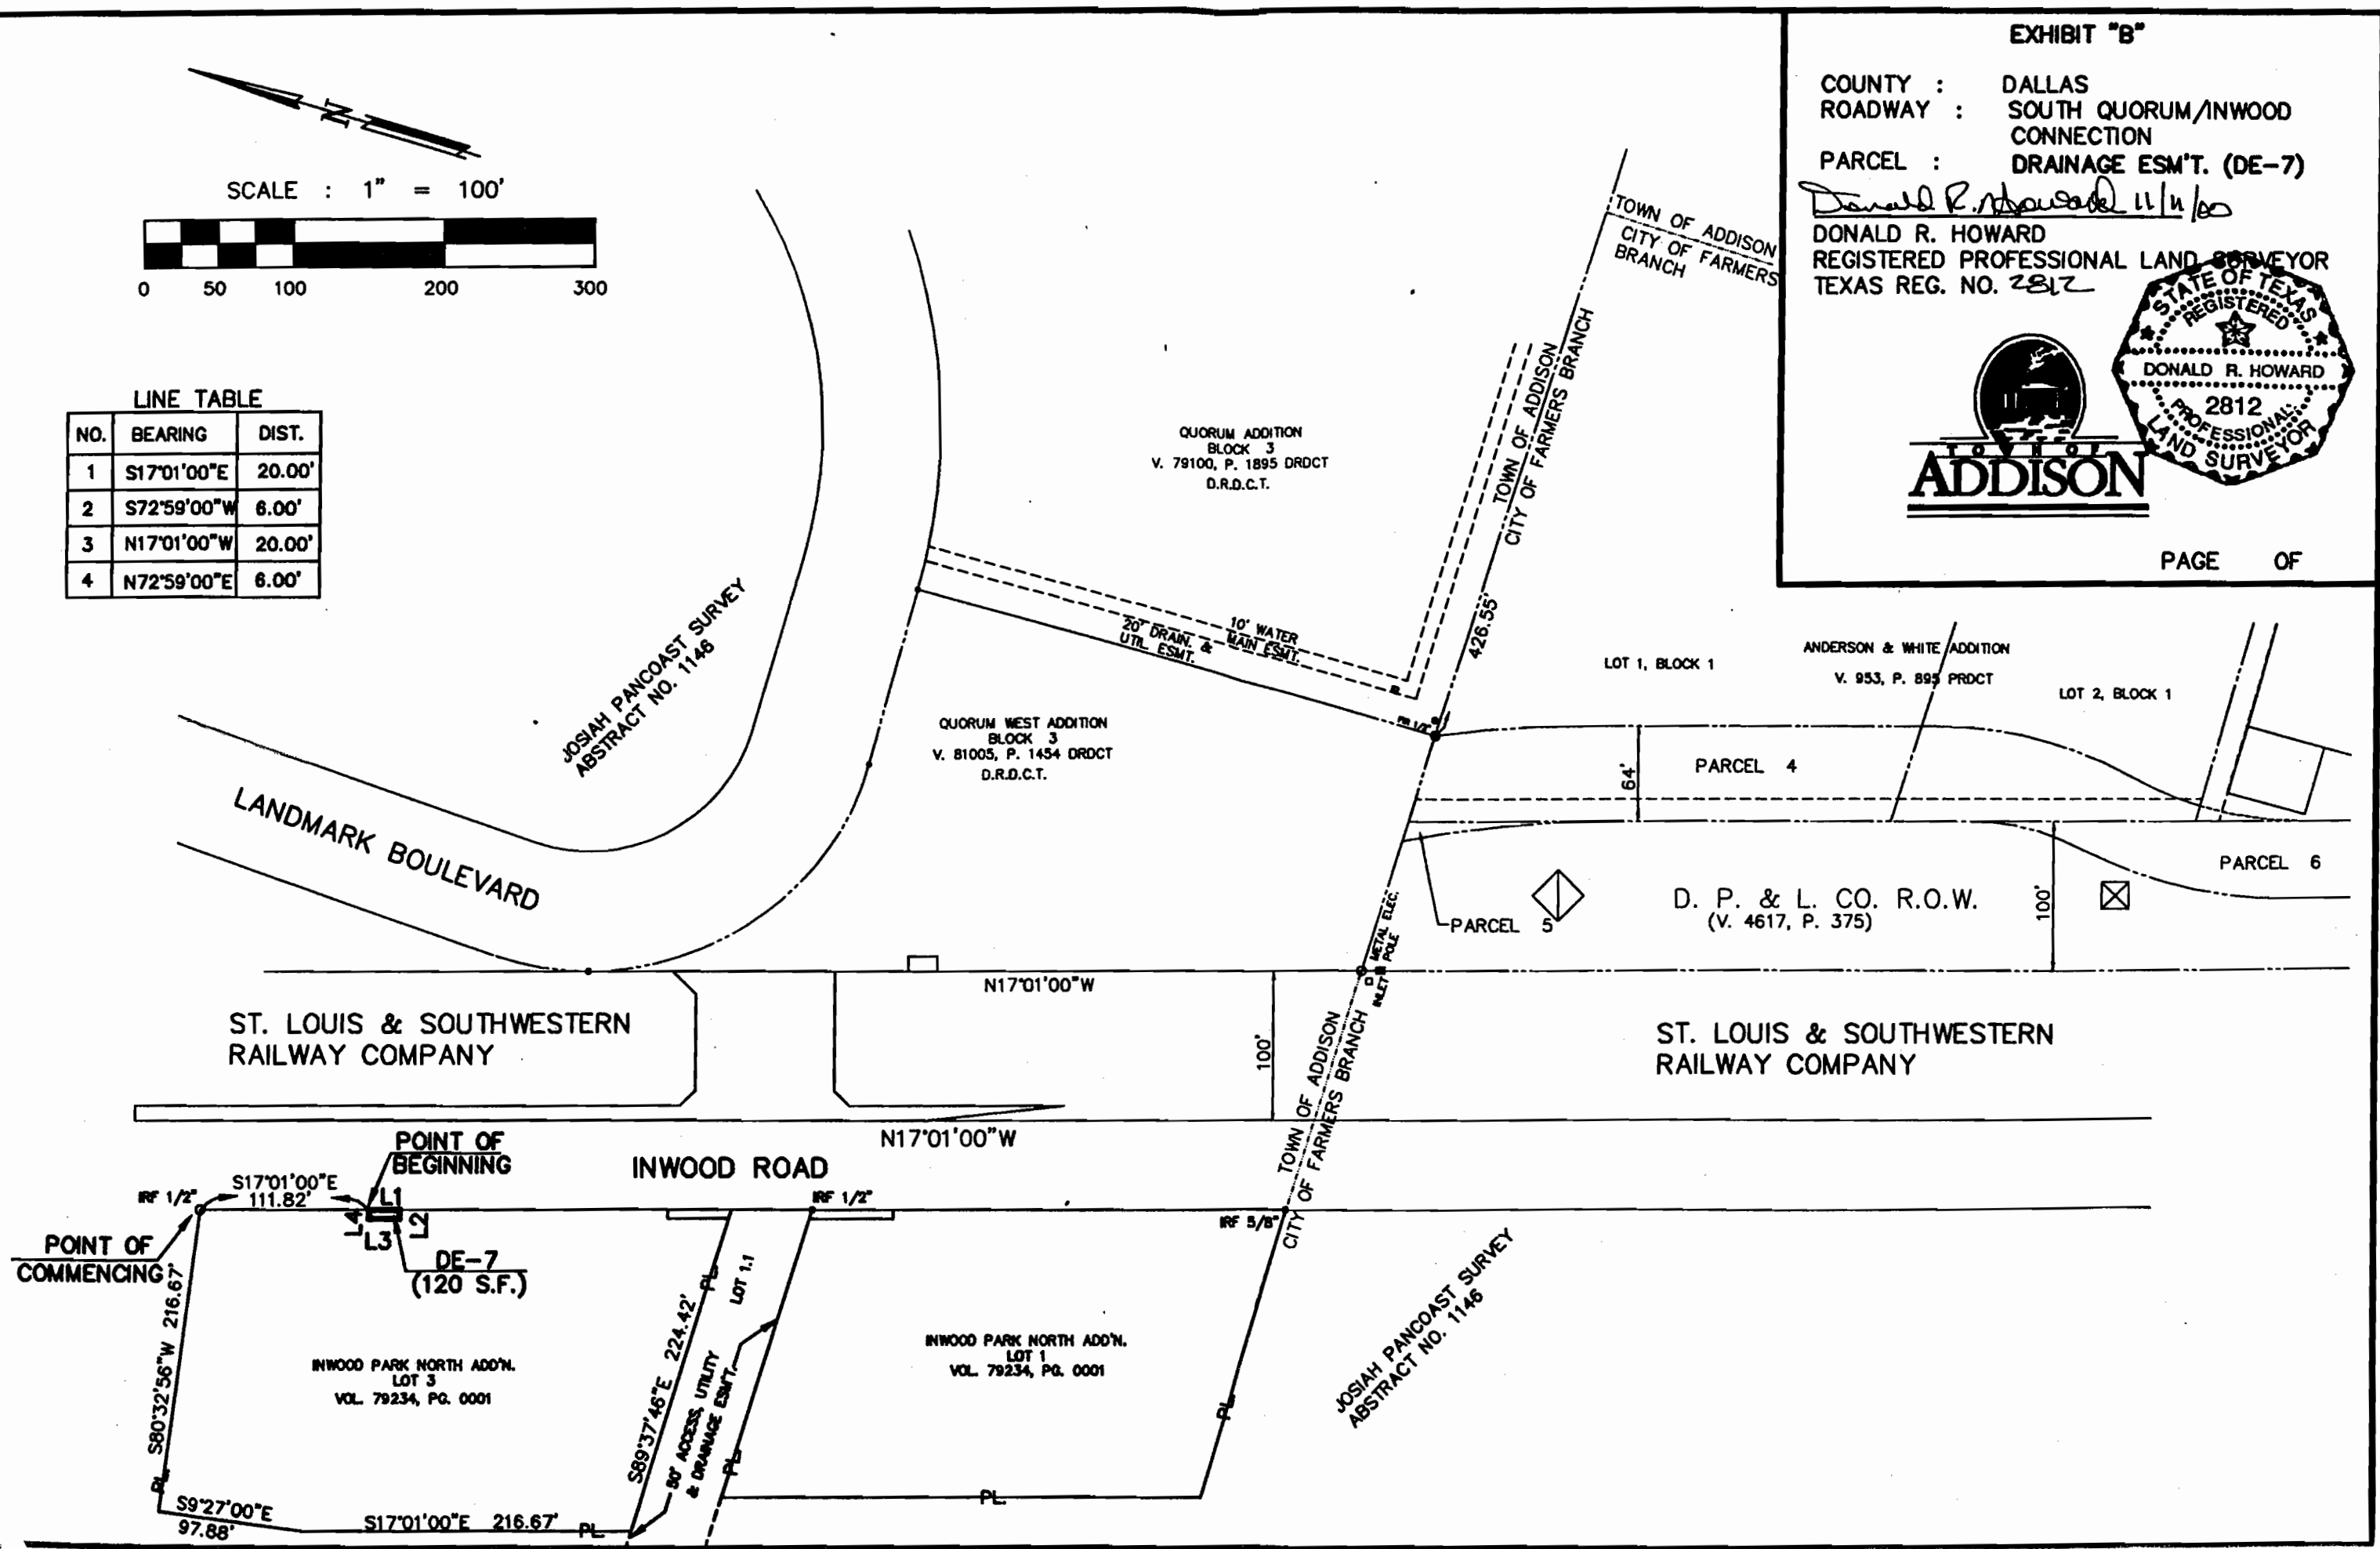 EXHIBIT "B"
COUNTY : DALLAS
ROADWAY : SOUTH QUORUM/INWOOD
CONNECTION
PARCEL : DRAINAGE ESM'T. (DE-7)
Donald R. Howard 11/11/00
DONALD R. HOWARD
REGISTERED PROFESSIONAL LAND SURVEYOR
TEXAS REG. NO. 2812
STATE OF TEXAS
REGISTERED
DONALD R. HOWARD
2812
PROFESSIONAL
LAND SURVEYOR
TOWN OF
ADDISON
PAGE OF
N
SCALE : 1" = 100'
0 50 100 200 300
LINE TABLE
NO. BEARING DIST.
1 S17°01'00"E 20.00'
2 S72°59'00"W 6.00'
3 N17°01'00"W 20.00'
4 N72°59'00"E 6.00'
TOWN OF ADDISON
CITY OF FARMERS
BRANCH
TOWN OF ADDISON
CITY OF FARMERS BRANCH
426.55'
QUORUM ADDITION
BLOCK 3
V. 79100, P. 1895 DRDCT
D.R.D.C.T.
10' WATER
MAIN ESMT.
20' DRAIN. &
UTIL. ESMT.
JOSIAH PANCOAST SURVEY
ABSTRACT NO. 1146
QUORUM WEST ADDITION
BLOCK 3
V. 81005, P. 1454 DRDCT
D.R.D.C.T.
LOT 1, BLOCK 1
ANDERSON & WHITE ADDITION
V. 953, P. 895 PRDCT
LOT 2, BLOCK 1
64'
PARCEL 4
PARCEL 6
PARCEL 5
D. P. & L. CO. R.O.W.
(V. 4617, P. 375)
100'
LANDMARK BOULEVARD
METAL ELEC.
POLE
INLET
N17°01'00"W
ST. LOUIS & SOUTHWESTERN
RAILWAY COMPANY
100'
TOWN OF ADDISON
CITY OF FARMERS BRANCH
ST. LOUIS & SOUTHWESTERN
RAILWAY COMPANY
N17°01'00"W
POINT OF
BEGINNING
INWOOD ROAD
IRF 1/2"
S17°01'00"E
111.82'
L1
L2
L3
L4
IRF 1/2"
IRF 5/8"
POINT OF
COMMENCING
DE-7
(120 S.F.)
S80°32'56"W 216.67'
PL
INWOOD PARK NORTH ADD'N.
LOT 3
VOL. 79234, PG. 0001
S89°37'46"E 224.42'
PL
LOT 1.1
50' ACCESS, UTILITY
& DRAINAGE ESM'T.
PL
INWOOD PARK NORTH ADD'N.
LOT 1
VOL. 79234, PG. 0001
PL
PL
JOSIAH PANCOAST SURVEY
ABSTRACT NO. 1146
S9°27'00"E
97.88'
S17°01'00"E 216.67'
PL